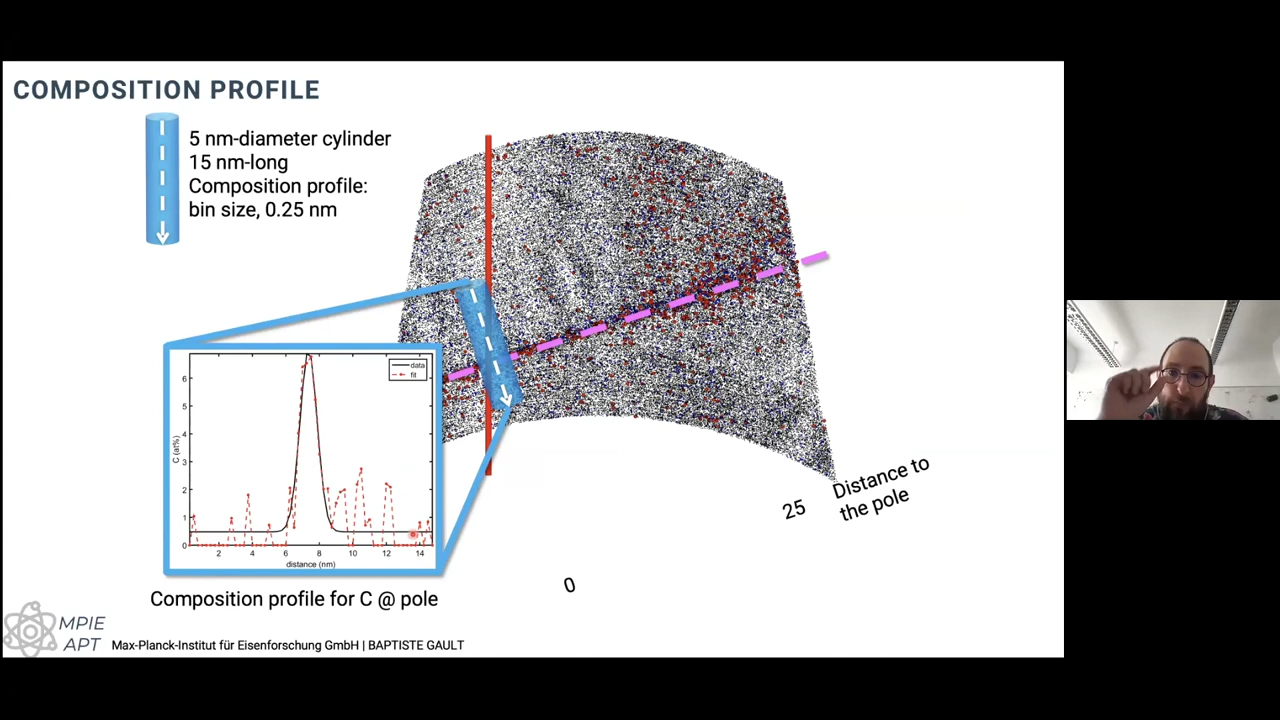 COMPOSITION PROFILE
5 nm-diameter cylinder
15 nm-long
Composition profile:
bin size, 0.25 nm
data
fit
6
5
4
3
2
1
0
C (at%)
2 4 6 8 10 12 14
distance (nm)
Composition profile for C @ pole
0
25
Distance to
the pole
MPIE
APT
Max-Planck-Institut für Eisenforschung GmbH | BAPTISTE GAULT